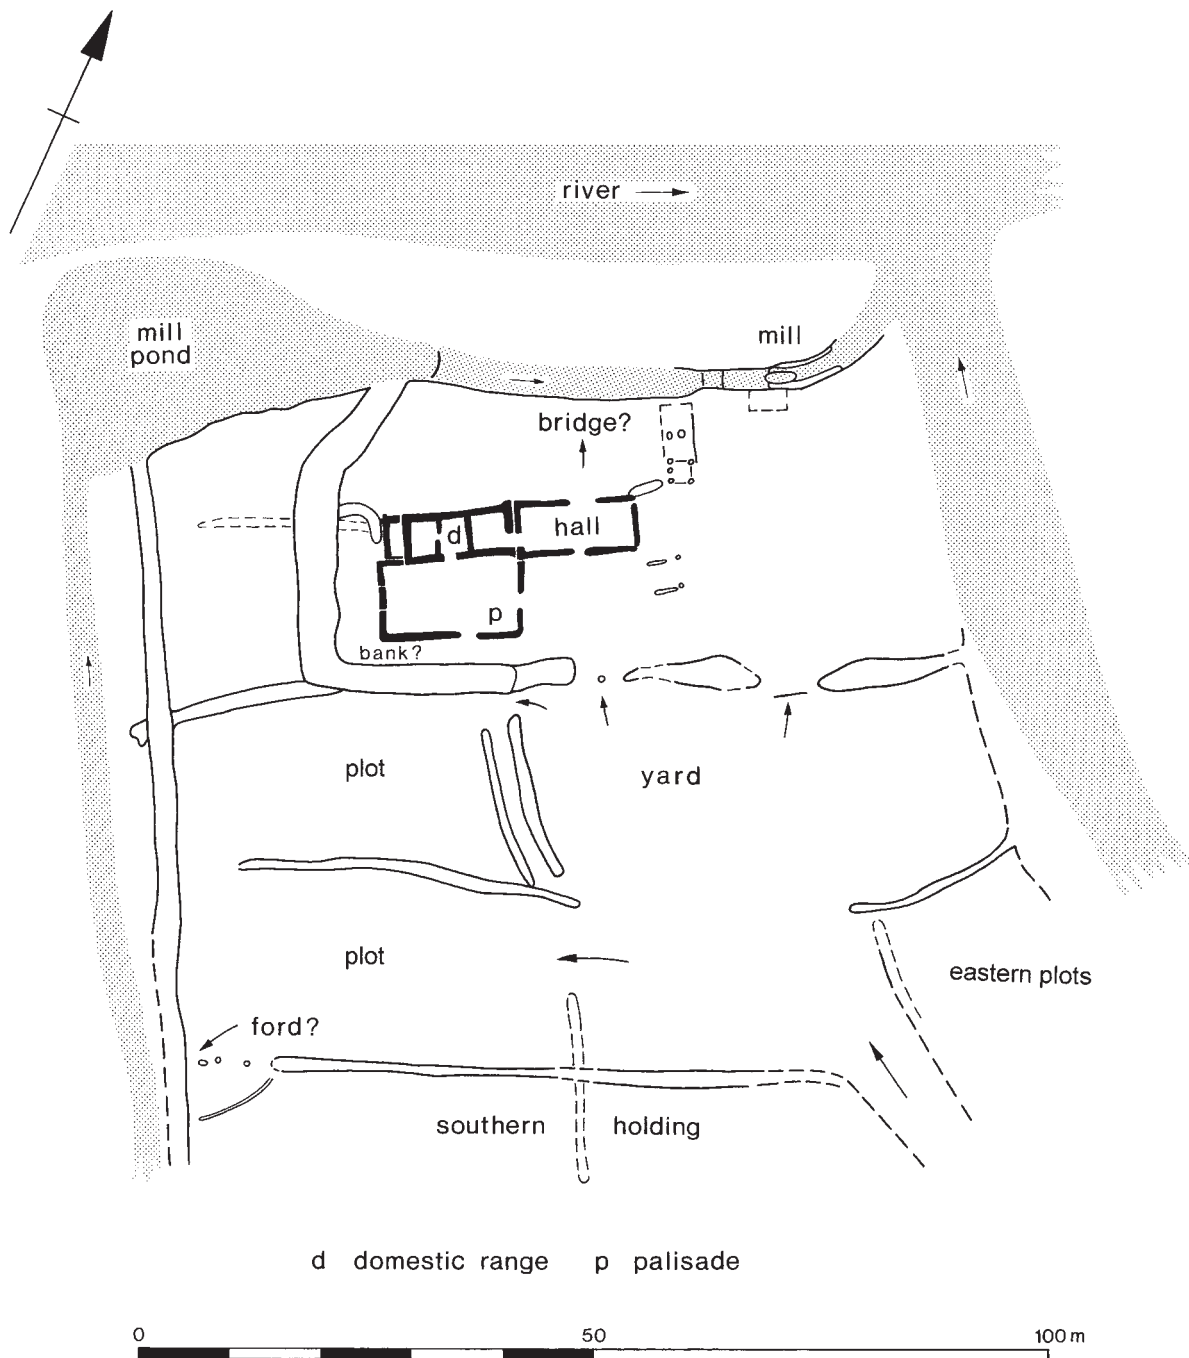 river
mill
pond
mill
bridge?
d
hall
p
bank?
plot
yard
plot
eastern plots
ford?
southern holding
d domestic range p palisade
0 50 100 m